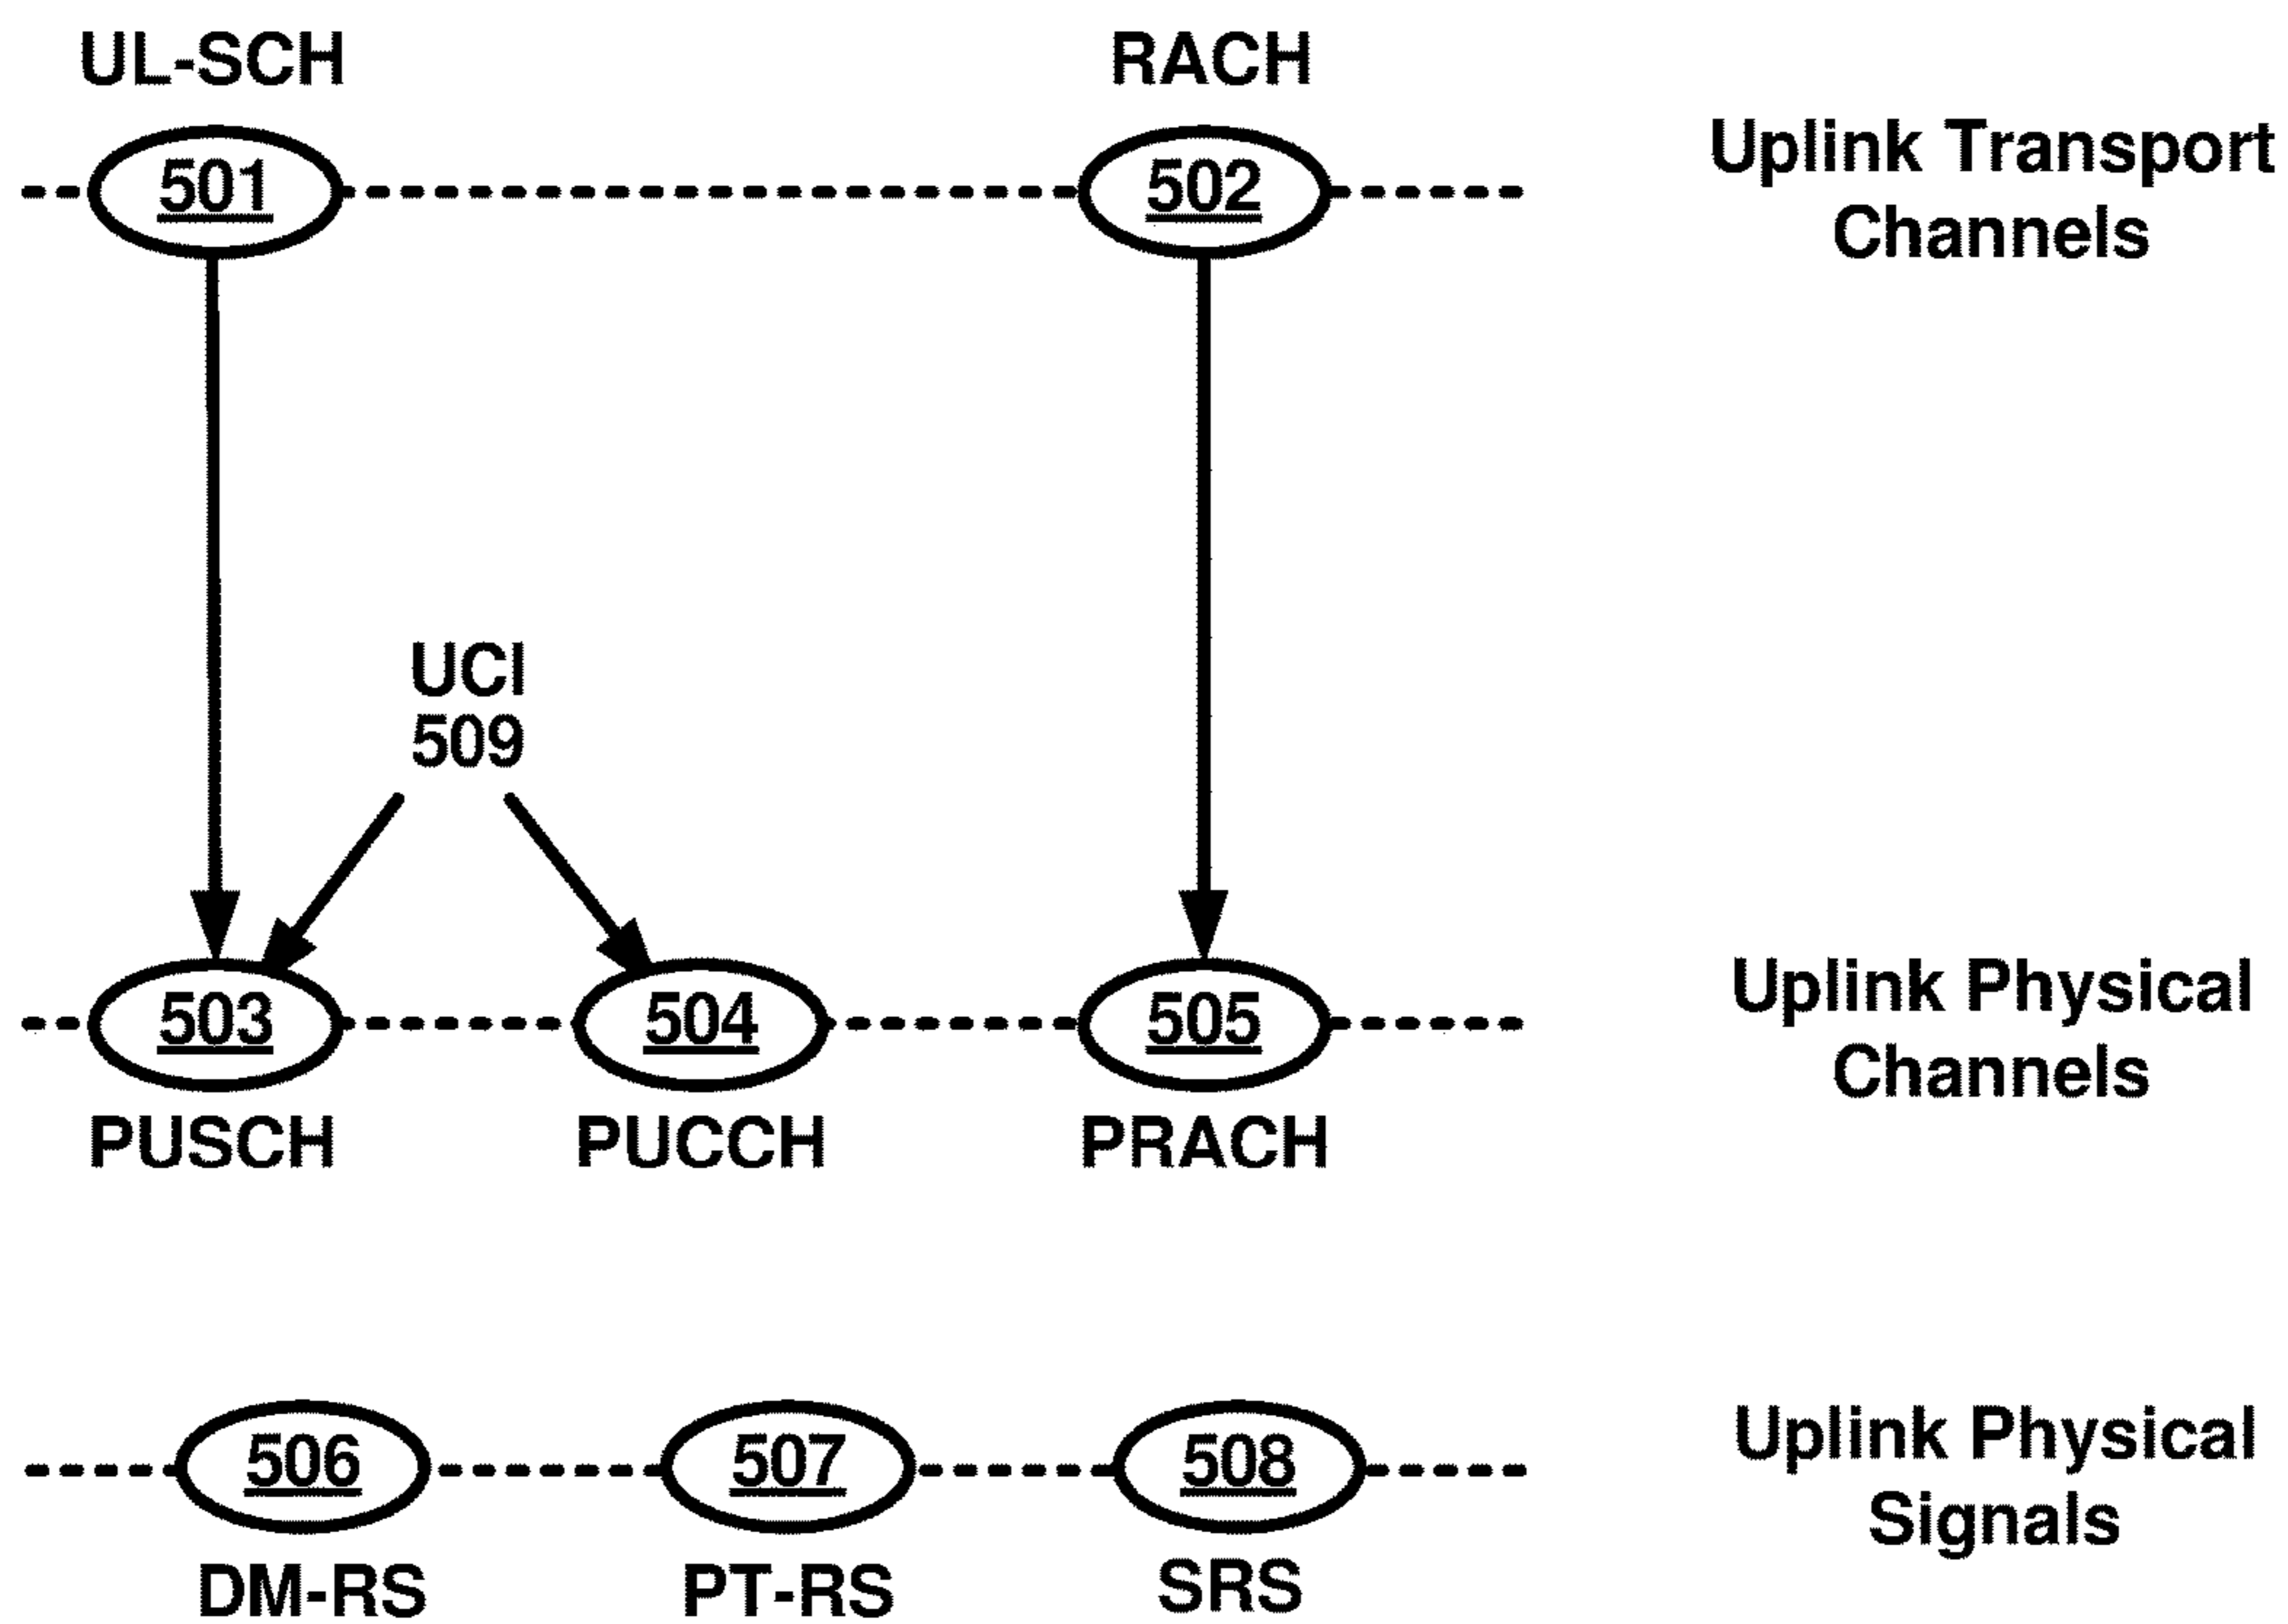 UL-SCH
RACH
501
502
Uplink Transport
Channels
UCI
509
503
504
505
Uplink Physical
Channels
PUSCH
PUCCH
PRACH
506
507
508
Uplink Physical
Signals
DM-RS
PT-RS
SRS